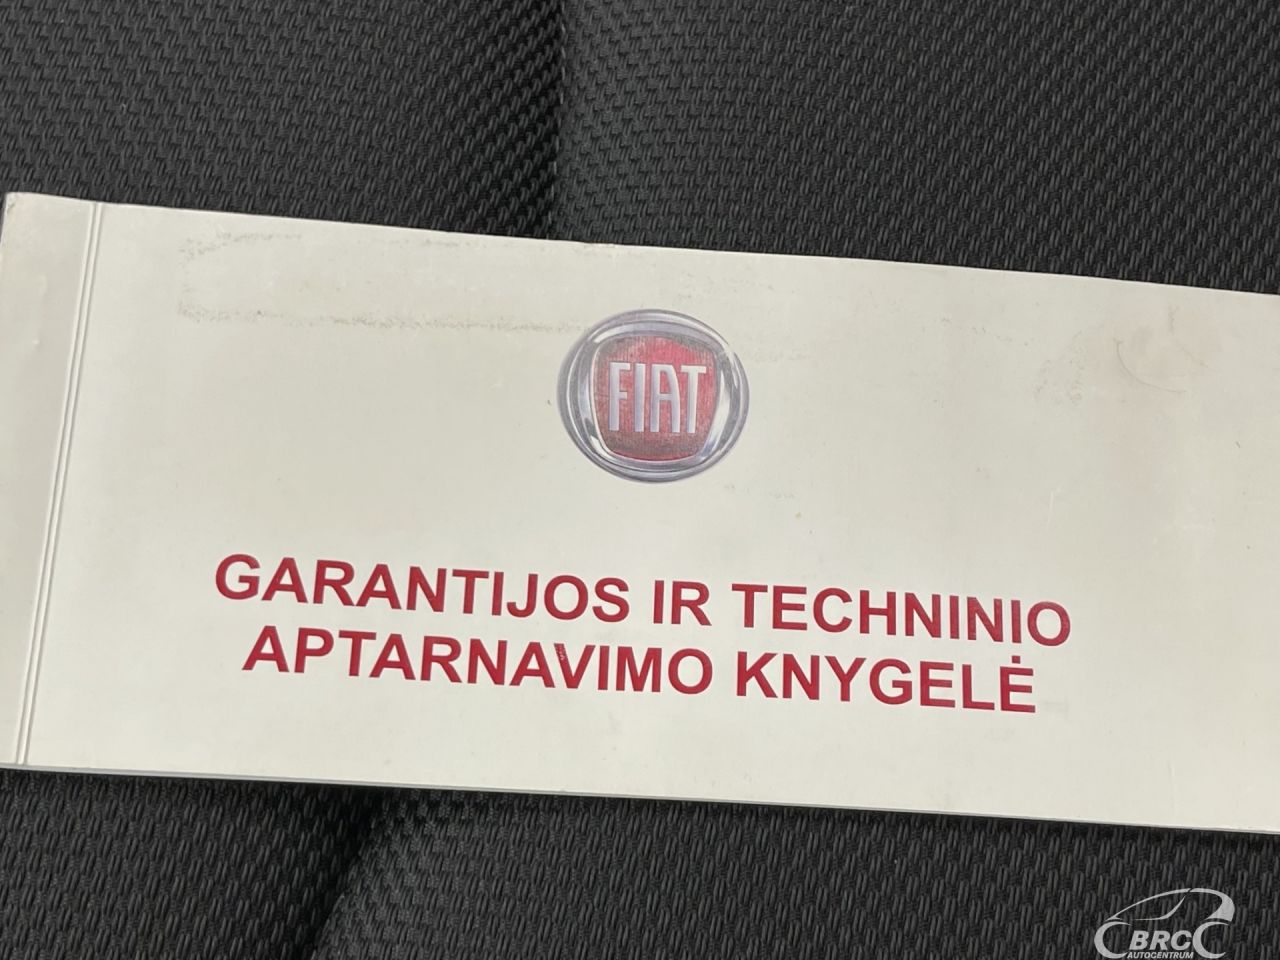 FIAT
GARANTIJOS IR TECHNINIO
APTARNAVIMO KNYGELĖ
BRC
AUTOCENTRUM